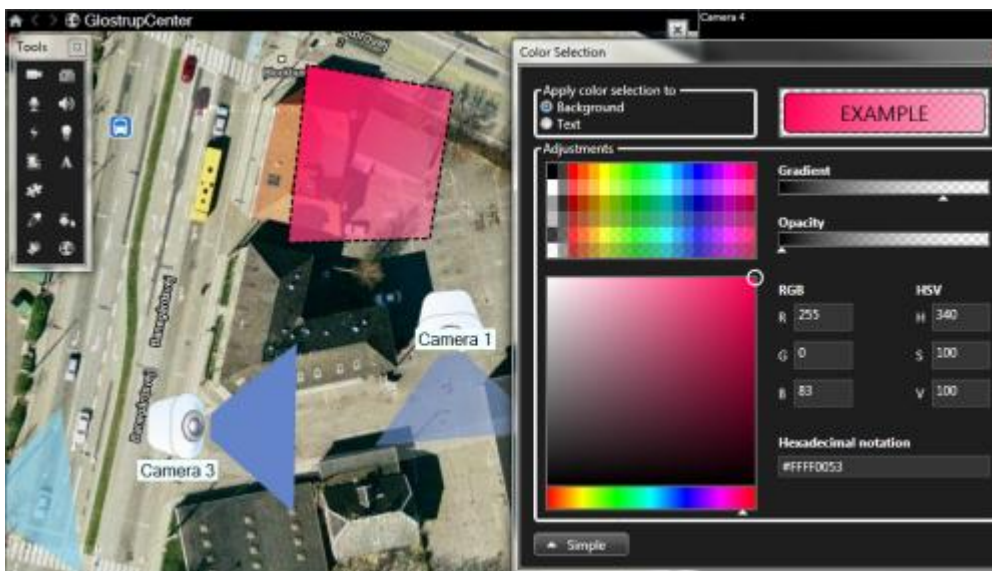 GlostrupCenter
Camera 4
Tools
Color Selection
Apply color selection to
Background
Text
EXAMPLE
Adjustments
Gradient
Opacity
RGB
HSV
R 255
H 340
G 0
S 100
B 83
V 100
Hexadecimal notation
#FFFF0053
Simple
Camera 1
Camera 3